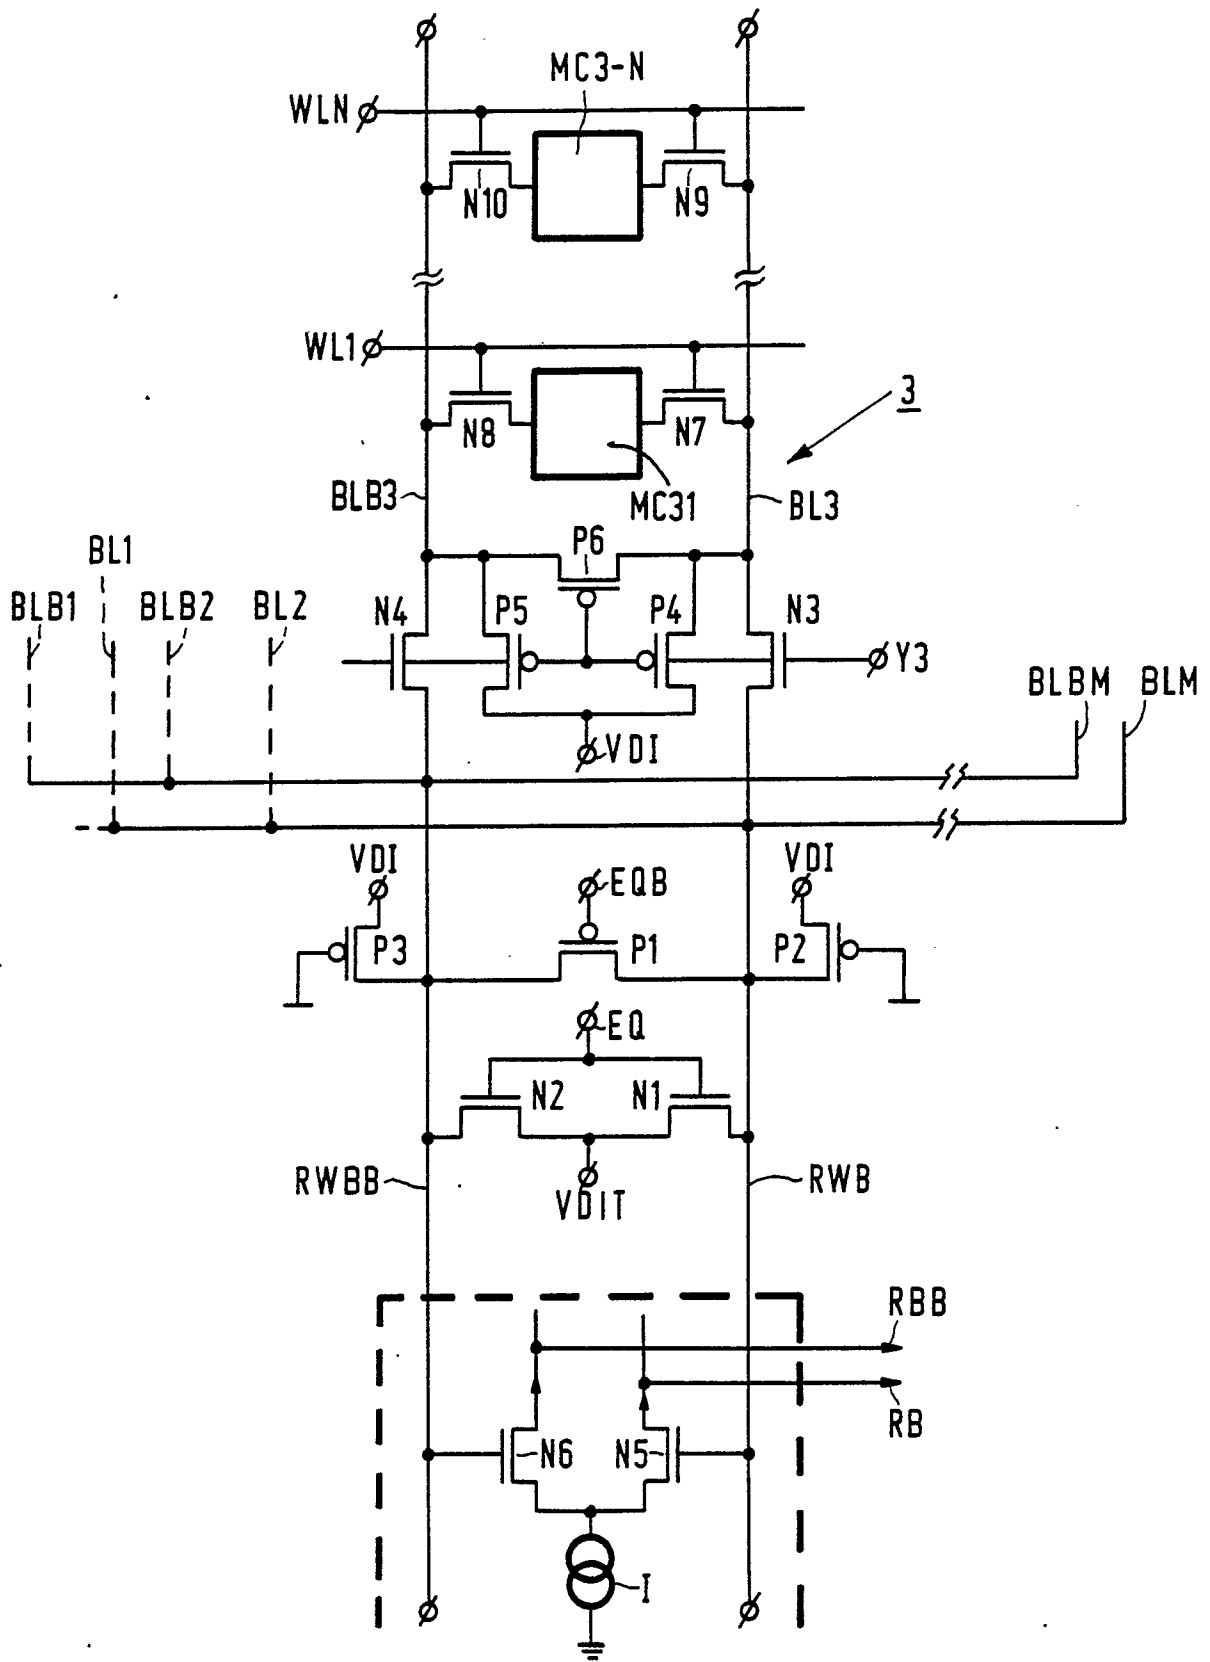 MC3-N
WLN
N10 N9
WL1
3
N8 N7
BLB3 MC31 BL3
P6
BL1
BLB1 BLB2 BL2 N4 P5 P4 N3
Y3
BLBM BLM
VDI
VDI EQB VDI
P3 P1 P2
EQ
N2 N1
RWBB RWB
VDIT
RBB
RB
N6 N5
I